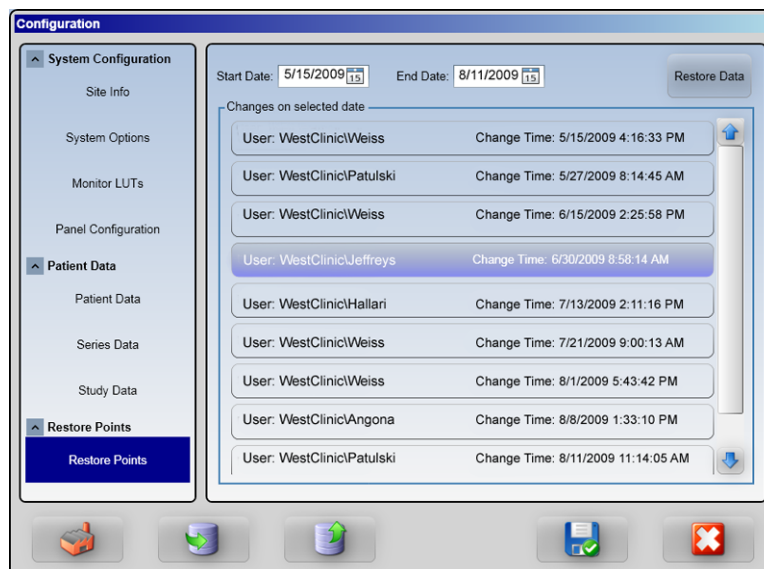 Configuration
System Configuration
Site Info
System Options
Monitor LUTs
Panel Configuration
Patient Data
Patient Data
Series Data
Study Data
Restore Points
Restore Points
Start Date: 5/15/2009 15 End Date: 8/11/2009 15 Restore Data
Changes on selected date
User: WestClinic\Weiss Change Time: 5/15/2009 4:16:33 PM
User: WestClinic\Patulski Change Time: 5/27/2009 8:14:45 AM
User: WestClinic\Weiss Change Time: 6/15/2009 2:25:58 PM
User: WestClinic\Jeffreys Change Time: 6/30/2009 8:58:14 AM
User: WestClinic\Hallari Change Time: 7/13/2009 2:11:16 PM
User: WestClinic\Weiss Change Time: 7/21/2009 9:00:13 AM
User: WestClinic\Weiss Change Time: 8/1/2009 5:43:42 PM
User: WestClinic\Angona Change Time: 8/8/2009 1:33:10 PM
User: WestClinic\Patulski Change Time: 8/11/2009 11:14:05 AM